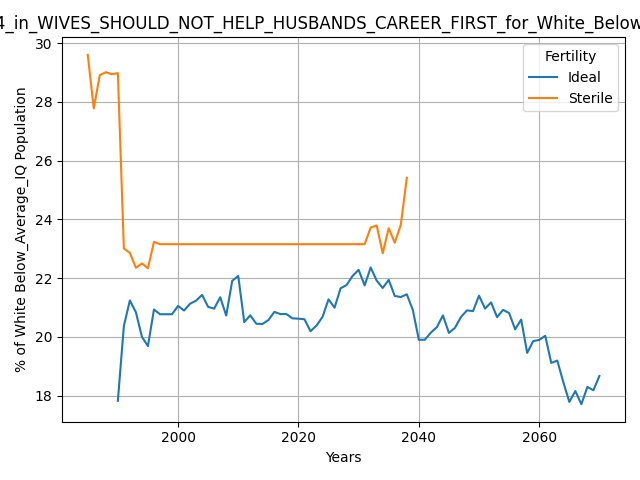 4_in_WIVES_SHOULD_NOT_HELP_HUSBANDS_CAREER_FIRST_for_White_Below
Fertility
Ideal
Sterile
% of White Below_Average_IQ Population
30
28
26
24
22
20
18
2000
2020
2040
2060
Years